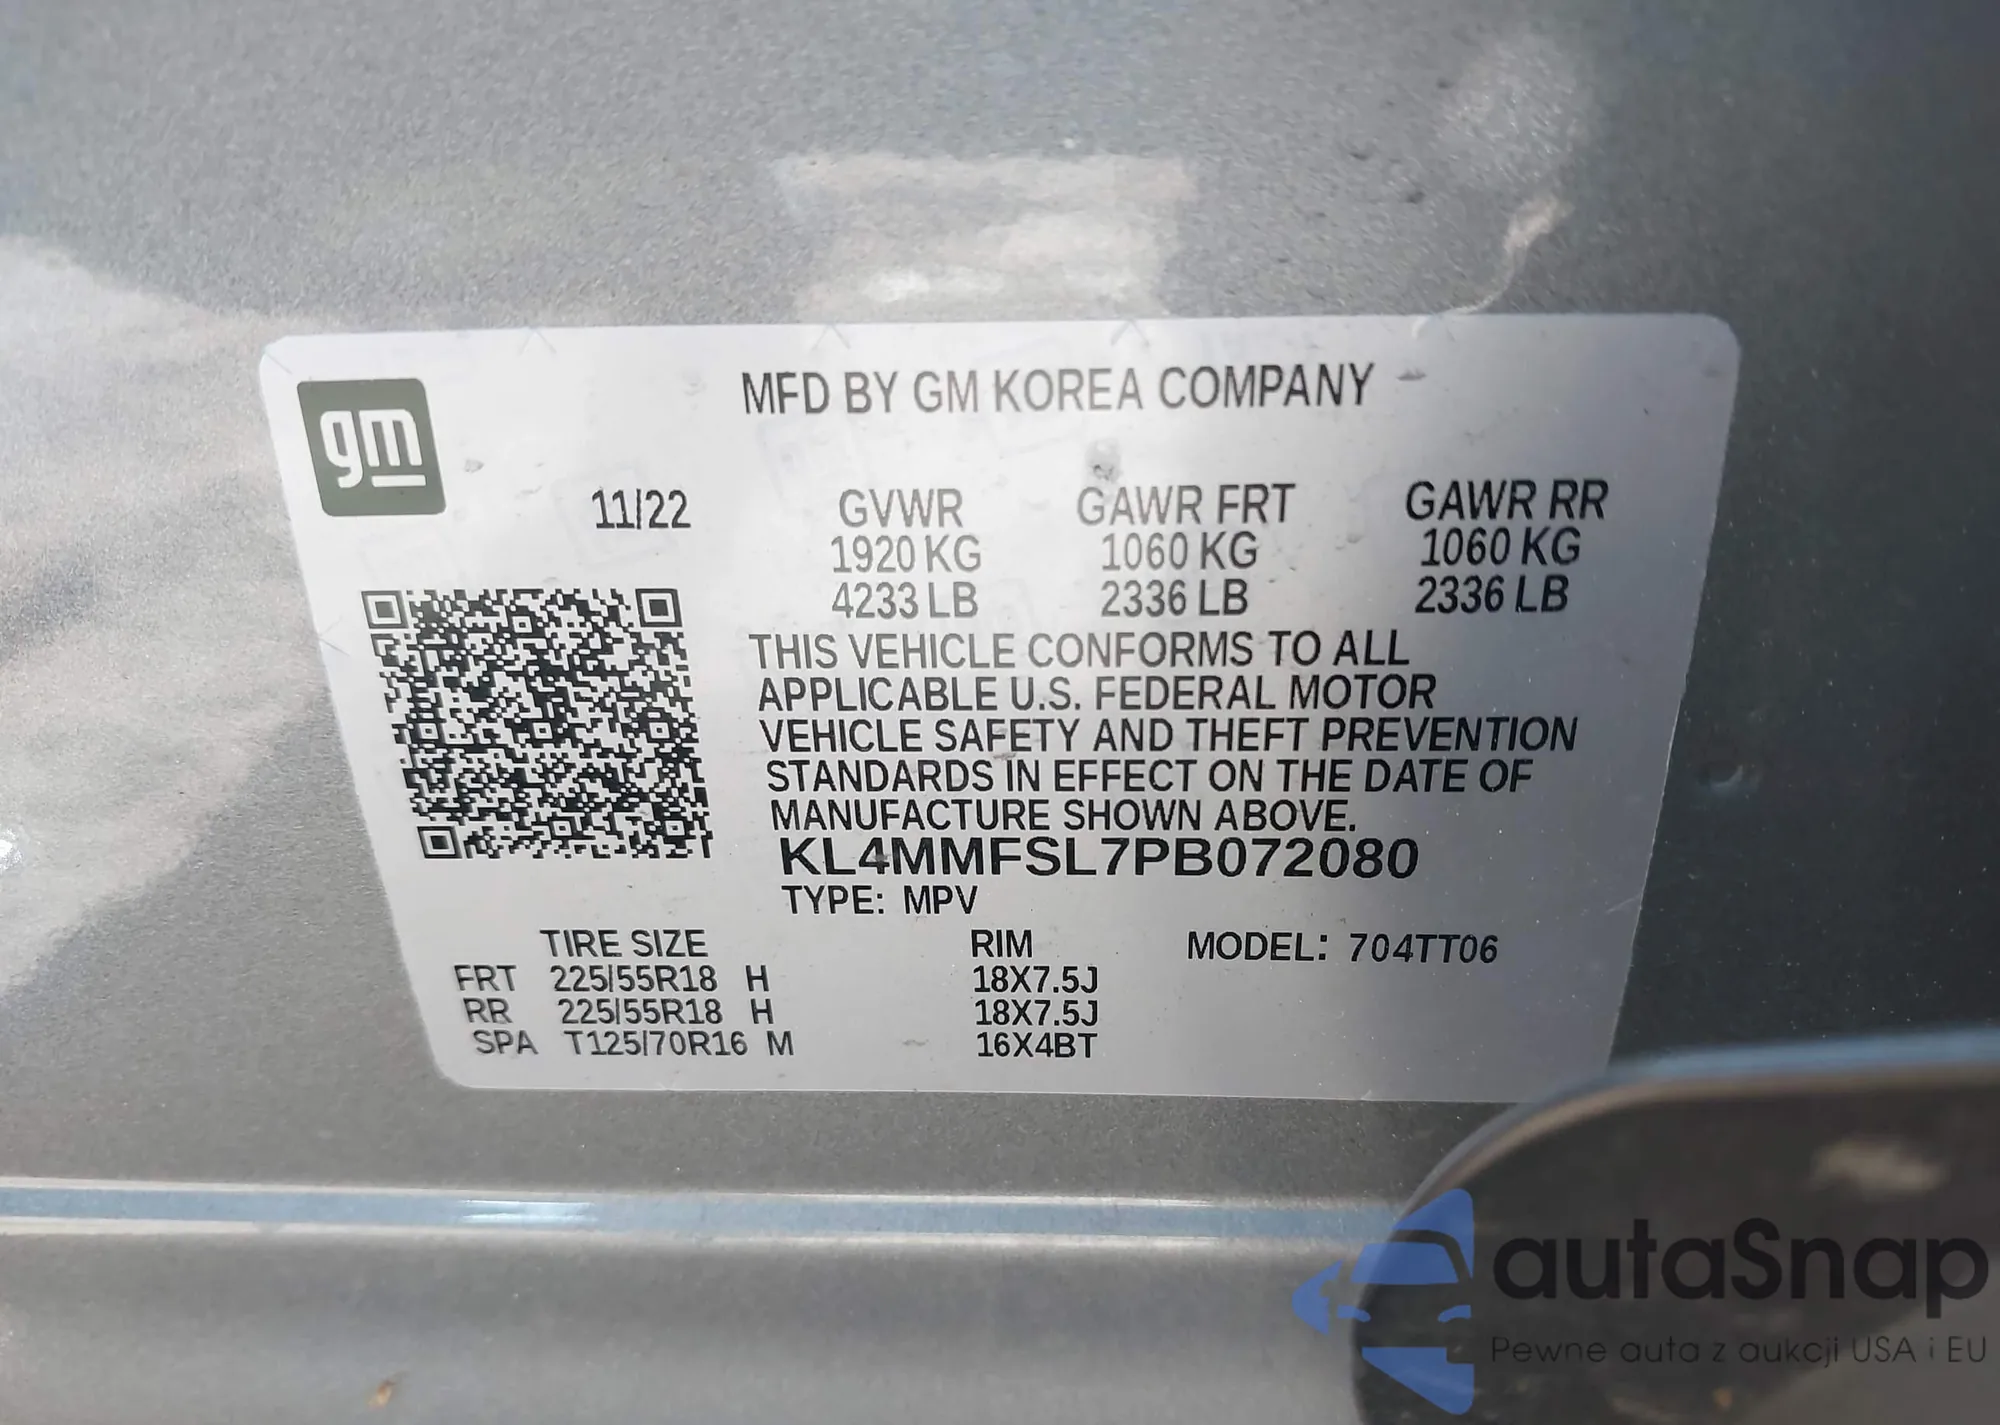 gm
MFD BY GM KOREA COMPANY
11/22 GVWR GAWR FRT GAWR RR
1920 KG 1060 KG 1060 KG
4233 LB 2336 LB 2336 LB
THIS VEHICLE CONFORMS TO ALL
APPLICABLE U.S. FEDERAL MOTOR
VEHICLE SAFETY AND THEFT PREVENTION
STANDARDS IN EFFECT ON THE DATE OF
MANUFACTURE SHOWN ABOVE.
KL4MMFSL7PB072080
TYPE: MPV
TIRE SIZE RIM MODEL: 704TT06
FRT 225/55R18 H 18X7.5J
RR 225/55R18 H 18X7.5J
SPA T125/70R16 M 16X4BT
autaSnap
Pewne auta z aukcji USA i EU